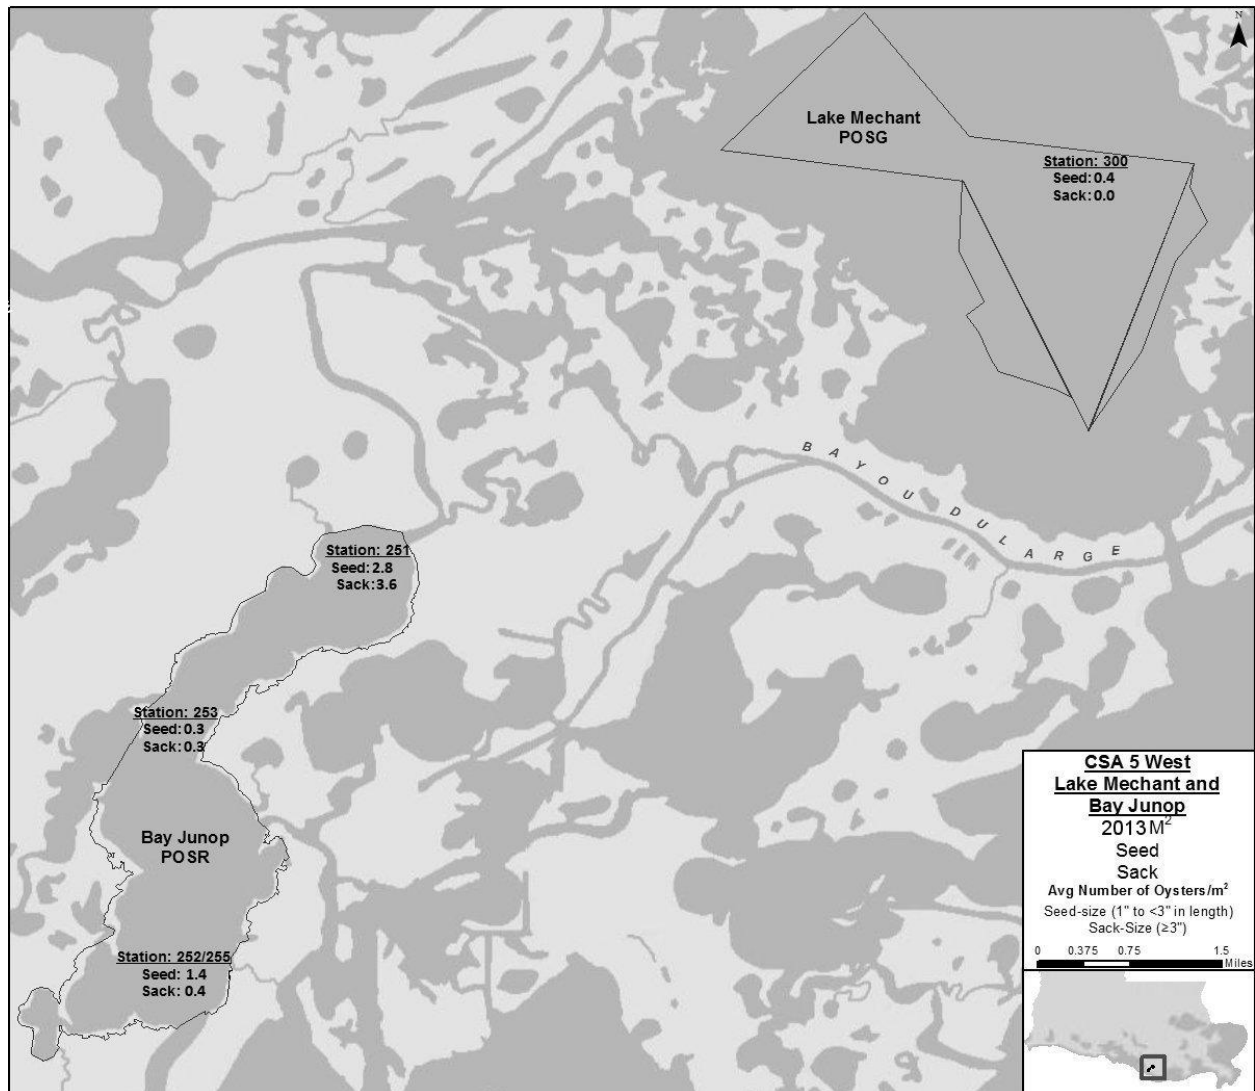 N
Lake Mechant
POSG
Station: 300
Seed: 0.4
Sack: 0.0
BAYOU DULARGE
Station: 251
Seed: 2.8
Sack: 3.6
Station: 253
Seed: 0.3
Sack: 0.3
Bay Junop
POSR
Station: 252/255
Seed: 1.4
Sack: 0.4
CSA 5 West
Lake Mechant and
Bay Junop
2013 M²
Seed
Sack
Avg Number of Oysters/m²
Seed-size (1" to <3" in length)
Sack-Size (≥3")
0 0.375 0.75 1.5
Miles